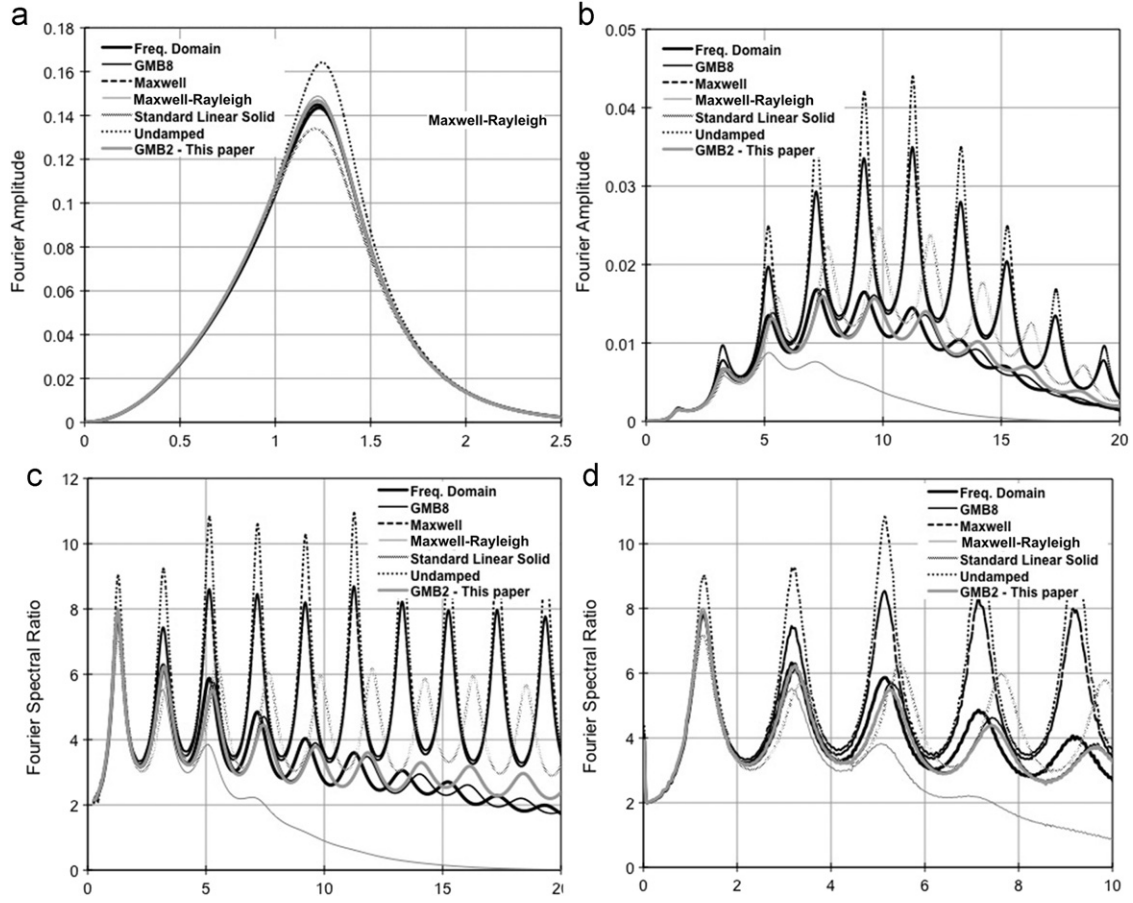 a
0.18
0.16
0.14
0.12
0.1
0.08
0.06
0.04
0.02
0
Fourier Amplitude
Freq. Domain
GMB8
Maxwell
Maxwell-Rayleigh
Standard Linear Solid
Undamped
GMB2 - This paper
Maxwell-Rayleigh
0 0.5 1 1.5 2 2.5
b
0.05
0.04
0.03
0.02
0.01
0
Fourier Amplitude
Freq. Domain
GMB8
Maxwell
Maxwell-Rayleigh
Standard Linear Solid
Undamped
GMB2 - This paper
0 5 10 15 20
c
12
10
8
6
4
2
0
Fourier Spectral Ratio
Freq. Domain
GMB8
Maxwell
Maxwell-Rayleigh
Standard Linear Solid
Undamped
GMB2 - This paper
0 5 10 15 20
d
12
10
8
6
4
2
0
Fourier Spectral Ratio
Freq. Domain
GMB8
Maxwell
Maxwell-Rayleigh
Standard Linear Solid
Undamped
GMB2 - This paper
0 2 4 6 8 10